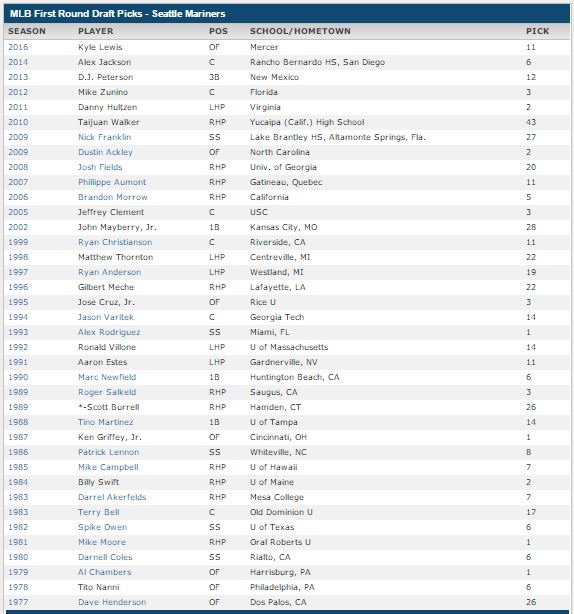 MLB First Round Draft Picks - Seattle Mariners
SEASON PLAYER POS SCHOOL/HOMETOWN PICK
2016 Kyle Lewis OF Mercer 11
2014 Alex Jackson C Rancho Bernardo HS, San Diego 6
2013 D.J. Peterson 3B New Mexico 12
2012 Mike Zunino C Florida 3
2011 Danny Hultzen LHP Virginia 2
2010 Taijuan Walker RHP Yucaipa (Calif.) High School 43
2009 Nick Franklin SS Lake Brantley HS, Altamonte Springs, Fla. 27
2009 Dustin Ackley OF North Carolina 2
2008 Josh Fields RHP Univ. of Georgia 20
2007 Phillippe Aumont RHP Gatineau, Quebec 11
2006 Brandon Morrow RHP California 5
2005 Jeffrey Clement C USC 3
2002 John Mayberry, Jr. 1B Kansas City, MO 28
1999 Ryan Christianson C Riverside, CA 11
1998 Matthew Thornton LHP Centreville, MI 22
1997 Ryan Anderson LHP Westland, MI 19
1996 Gilbert Meche RHP Lafayette, LA 22
1995 Jose Cruz, Jr. OF Rice U 3
1994 Jason Varitek C Georgia Tech 14
1993 Alex Rodriguez SS Miami, FL 1
1992 Ronald Villone LHP U of Massachusetts 14
1991 Aaron Estes LHP Gardnerville, NV 11
1990 Marc Newfield 1B Huntington Beach, CA 6
1989 Roger Salkeld RHP Saugus, CA 3
1989 *-Scott Burrell RHP Hamden, CT 26
1988 Tino Martinez 1B U of Tampa 14
1987 Ken Griffey, Jr. OF Cincinnati, OH 1
1986 Patrick Lennon SS Whiteville, NC 8
1985 Mike Campbell RHP U of Hawaii 7
1984 Billy Swift RHP U of Maine 2
1983 Darrel Akerfelds RHP Mesa College 7
1983 Terry Bell C Old Dominion U 17
1982 Spike Owen SS U of Texas 6
1981 Mike Moore RHP Oral Roberts U 1
1980 Darnell Coles SS Rialto, CA 6
1979 Al Chambers OF Harrisburg, PA 1
1978 Tito Nanni OF Philadelphia, PA 6
1977 Dave Henderson OF Dos Palos, CA 26